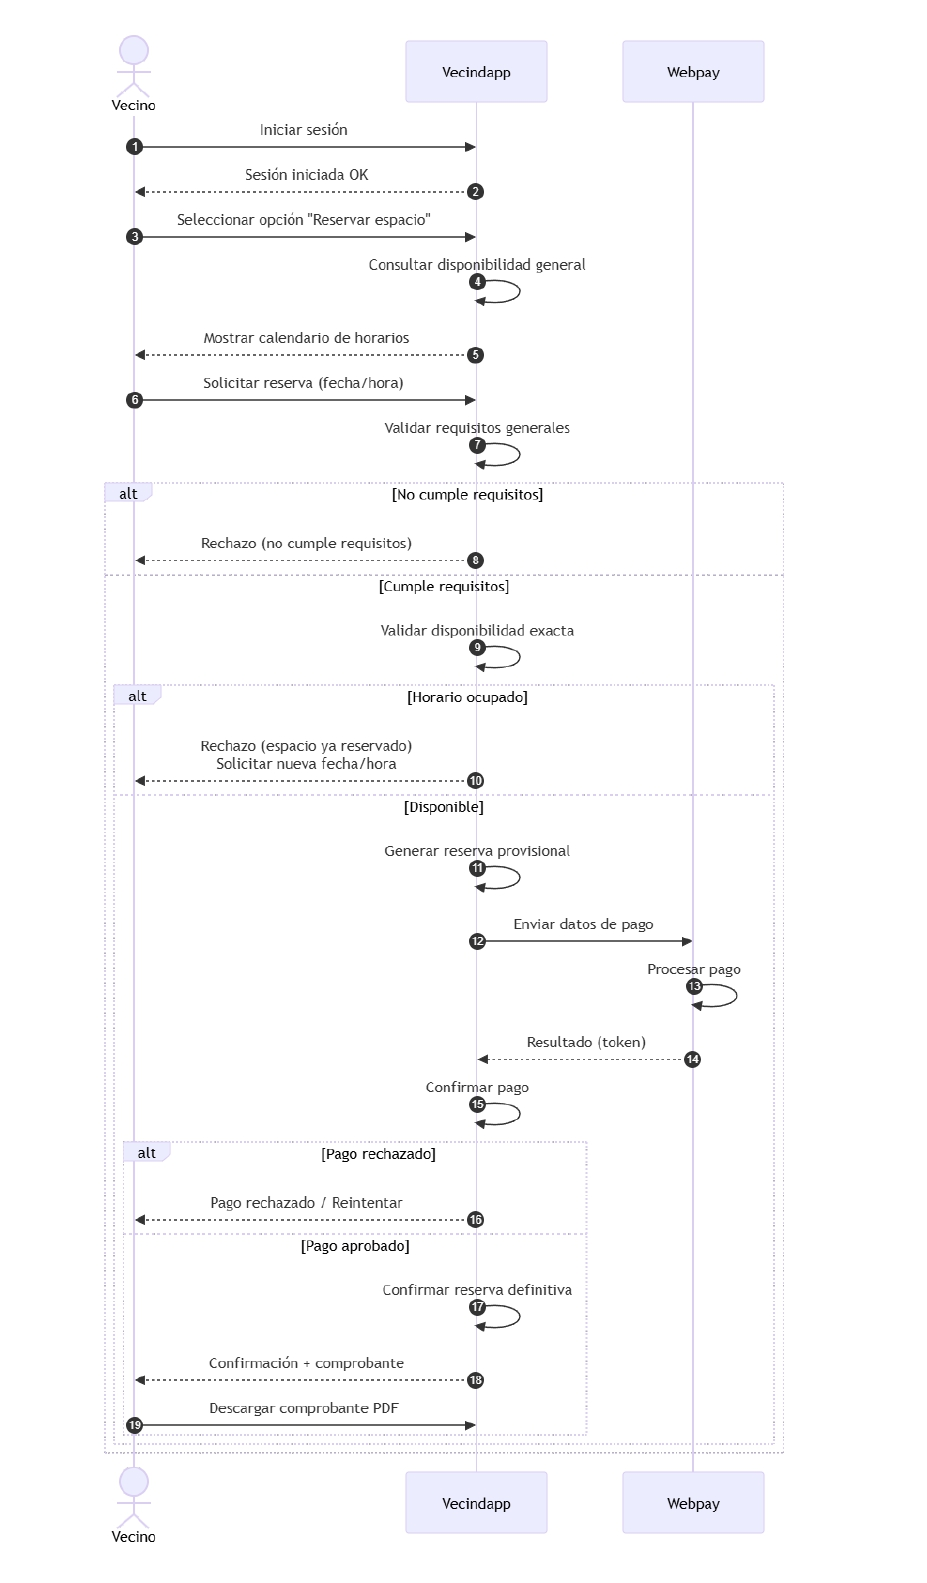 Vecino
Vecindapp
Webpay
Iniciar sesión
1
Sesión iniciada OK
2
Seleccionar opción "Reservar espacio"
3
Consultar disponibilidad general
4
Mostrar calendario de horarios
5
Solicitar reserva (fecha/hora)
6
Validar requisitos generales
7
alt
[No cumple requisitos]
Rechazo (no cumple requisitos)
8
[Cumple requisitos]
Validar disponibilidad exacta
9
alt
[Horario ocupado]
Rechazo (espacio ya reservado)
Solicitar nueva fecha/hora
10
[Disponible]
Generar reserva provisional
11
Enviar datos de pago
12
Procesar pago
13
Resultado (token)
14
Confirmar pago
15
alt
[Pago rechazado]
Pago rechazado / Reintentar
16
[Pago aprobado]
Confirmar reserva definitiva
17
Confirmación + comprobante
18
Descargar comprobante PDF
19
Vecino
Vecindapp
Webpay